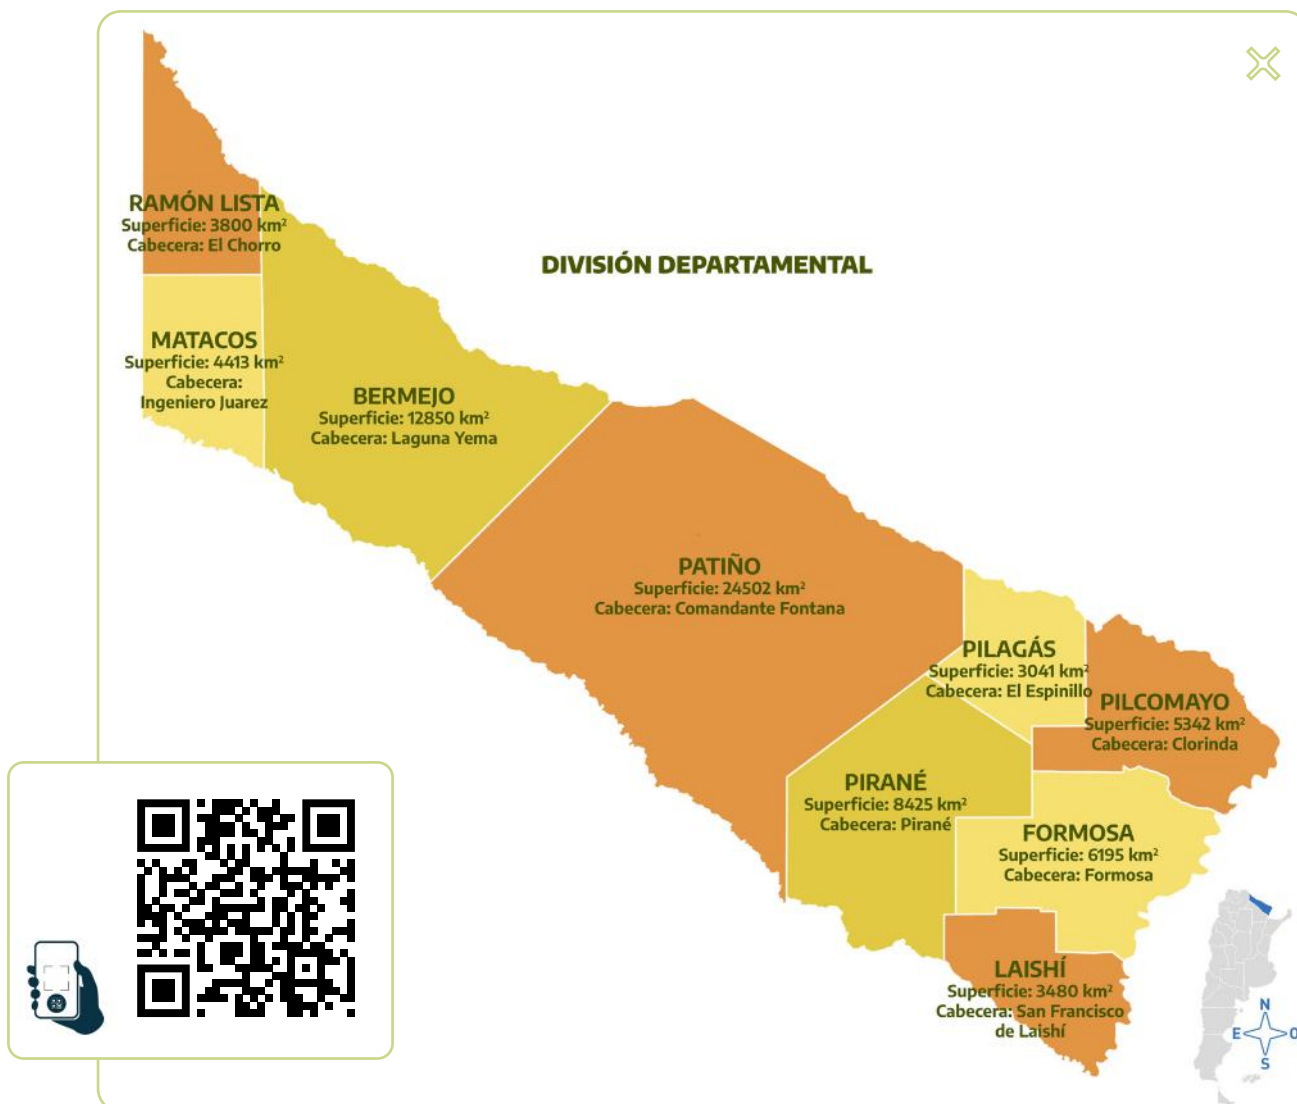 RAMÓN LISTA
Superficie: 3800 km²
Cabecera: El Chorro
DIVISIÓN DEPARTAMENTAL
MATACOS
Superficie: 4413 km²
Cabecera:
Ingeniero Juarez
BERMEJO
Superficie: 12850 km²
Cabecera: Laguna Yema
PATIÑO
Superficie: 24502 km²
Cabecera: Comandante Fontana
PILAGÁS
Superficie: 3041 km²
Cabecera: El Espinillo
PILCOMAYO
Superficie: 5342 km²
Cabecera: Clorinda
PIRANÉ
Superficie: 8425 km²
Cabecera: Pirané
FORMOSA
Superficie: 6195 km²
Cabecera: Formosa
LAISHÍ
Superficie: 3480 km²
Cabecera: San Francisco
de Laishí
N
E O
S